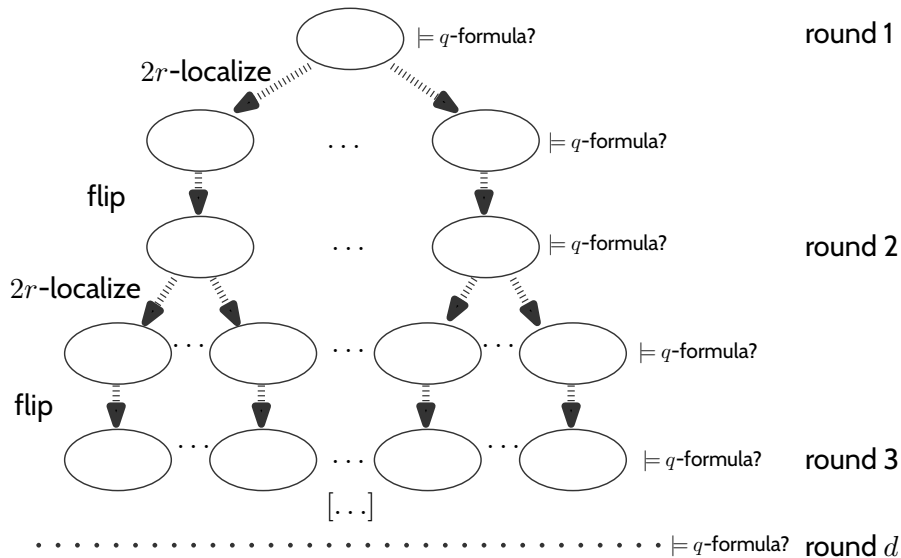 ⊨ q-formula? round 1
2r-localize
... ⊨ q-formula?
flip
... ⊨ q-formula? round 2
2r-localize
... ... ... ⊨ q-formula?
flip
... ... ... ⊨ q-formula? round 3
[...]
⊨ q-formula? round d